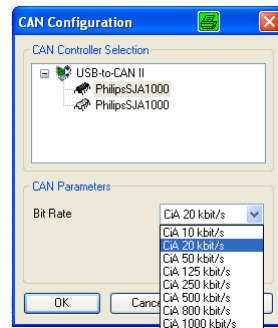 CAN Configuration
CAN Controller Selection
USB-to-CAN II
PhilipsSJA1000
PhilipsSJA1000
CAN Parameters
Bit Rate
CiA 20 kbit/s
CiA 10 kbit/s
CiA 20 kbit/s
CiA 50 kbit/s
CiA 125 kbit/s
CiA 250 kbit/s
CiA 500 kbit/s
CiA 800 kbit/s
CiA 1000 kbit/s
OK
Cance